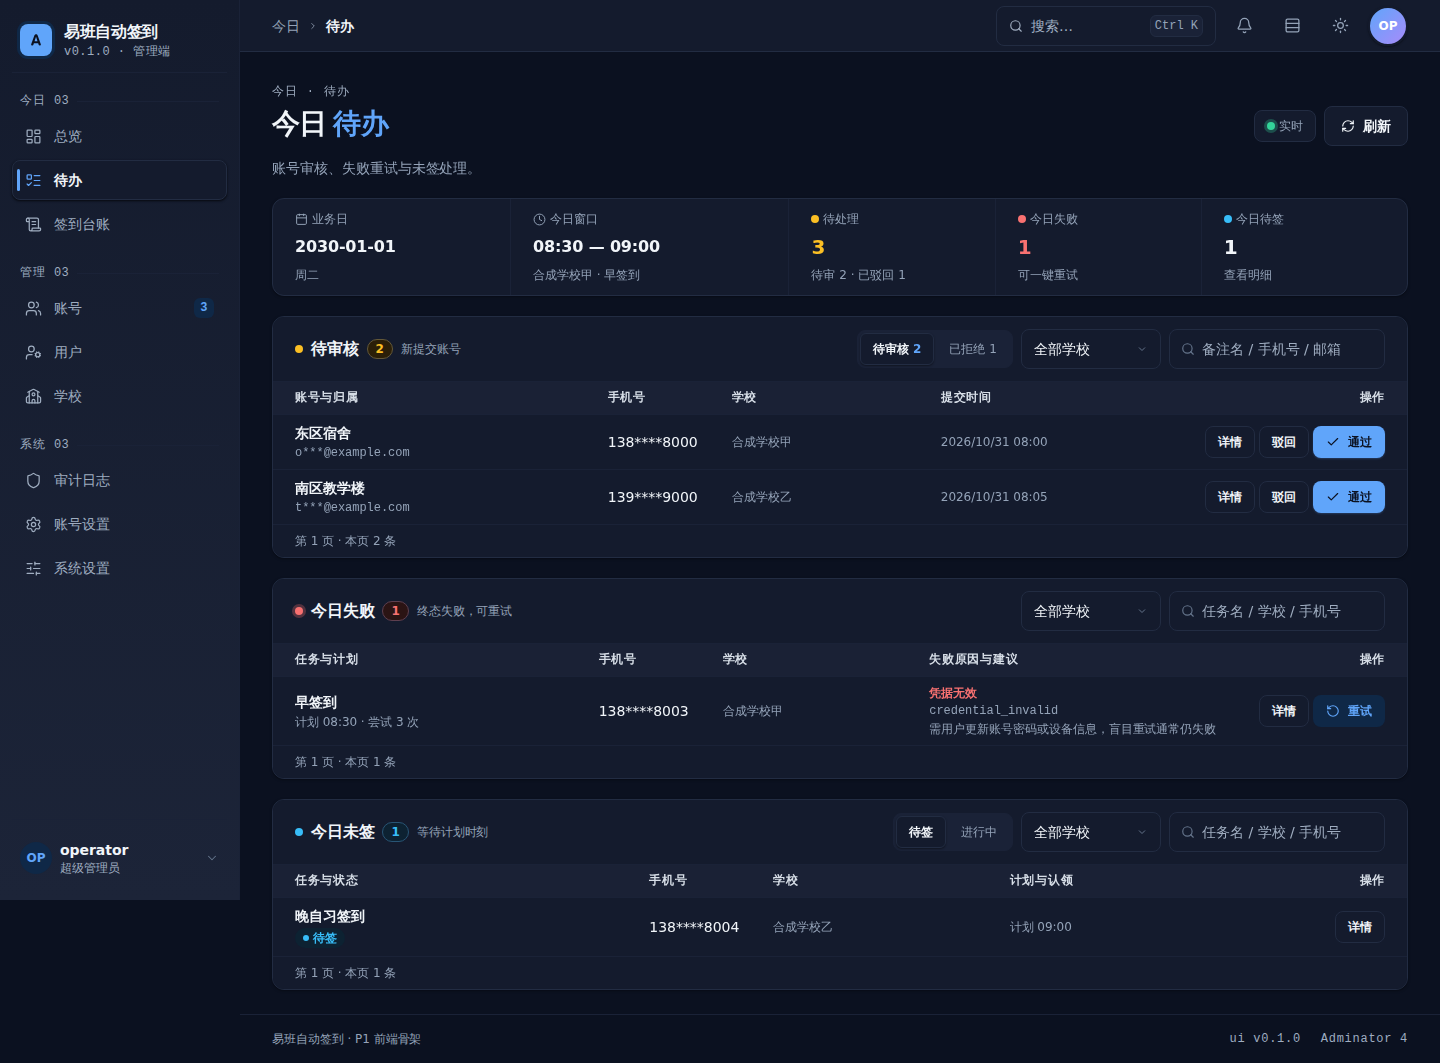 A 易班自动签到
v0.1.0 · 管理端
今日 03
总览
待办
签到台账
管理 03
账号 3
用户
学校
系统 03
审计日志
账号设置
系统设置
OP operator
超级管理员
今日 › 待办
搜索... Ctrl K
OP
今日 · 待办
今日 待办
账号审核、失败重试与未签处理。
实时 刷新
业务日
2030-01-01
周二
今日窗口
08:30 — 09:00
合成学校甲 · 早签到
待处理
3
待审 2 · 已驳回 1
今日失败
1
可一键重试
今日待签
1
查看明细
待审核 2 新提交账号 待审核 2 已拒绝 1 全部学校 备注名 / 手机号 / 邮箱
账号与归属 手机号 学校 提交时间 操作
东区宿舍
o***@example.com
138****8000 合成学校甲 2026/10/31 08:00 详情 驳回 通过
南区教学楼
t***@example.com
139****9000 合成学校乙 2026/10/31 08:05 详情 驳回 通过
第 1 页 · 本页 2 条
今日失败 1 终态失败，可重试 全部学校 任务名 / 学校 / 手机号
任务与计划 手机号 学校 失败原因与建议 操作
早签到
计划 08:30 · 尝试 3 次
138****8003 合成学校甲
凭据无效
credential_invalid
需用户更新账号密码或设备信息，盲目重试通常仍失败
详情 重试
第 1 页 · 本页 1 条
今日未签 1 等待计划时刻 待签 进行中 全部学校 任务名 / 学校 / 手机号
任务与状态 手机号 学校 计划与认领 操作
晚自习签到
待签
138****8004 合成学校乙 计划 09:00 详情
第 1 页 · 本页 1 条
易班自动签到 · P1 前端骨架 ui v0.1.0 Adminator 4